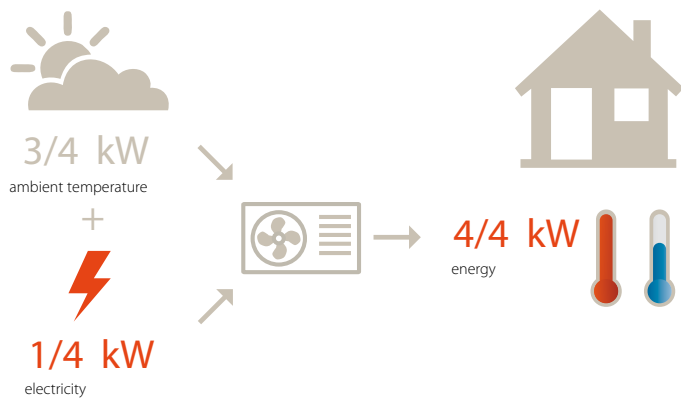 3/4 kW
ambient temperature
+
1/4 kW
electricity
4/4 kW
energy